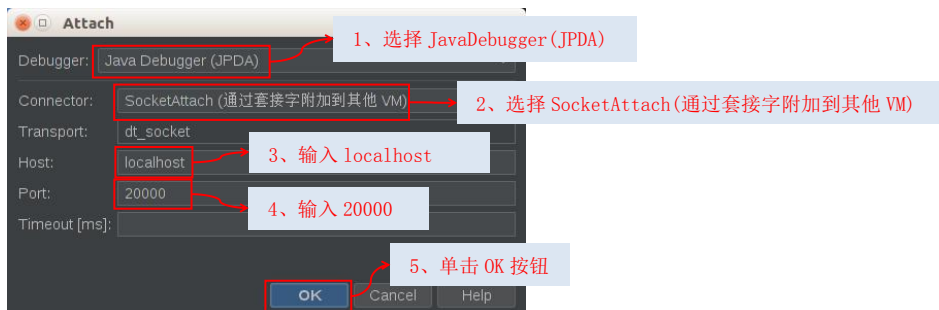 Attach
1、选择 JavaDebugger(JPDA)
Debugger: Java Debugger (JPDA)
Connector: SocketAttach (通过套接字附加到其他 VM)
2、选择 SocketAttach(通过套接字附加到其他 VM)
Transport: dt_socket
Host: localhost
3、输入 localhost
Port: 20000
4、输入 20000
Timeout [ms]:
5、单击 OK 按钮
OK Cancel Help